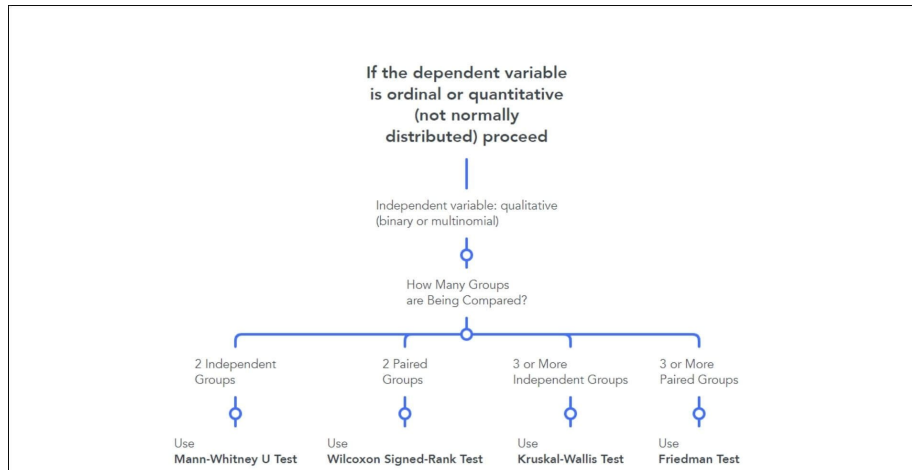 If the dependent variable
is ordinal or quantitative
(not normally
distributed) proceed
Independent variable: qualitative
(binary or multinomial)
How Many Groups
are Being Compared?
2 Independent
Groups
2 Paired
Groups
3 or More
Independent Groups
3 or More
Paired Groups
Use
Mann-Whitney U Test
Use
Wilcoxon Signed-Rank Test
Use
Kruskal-Wallis Test
Use
Friedman Test